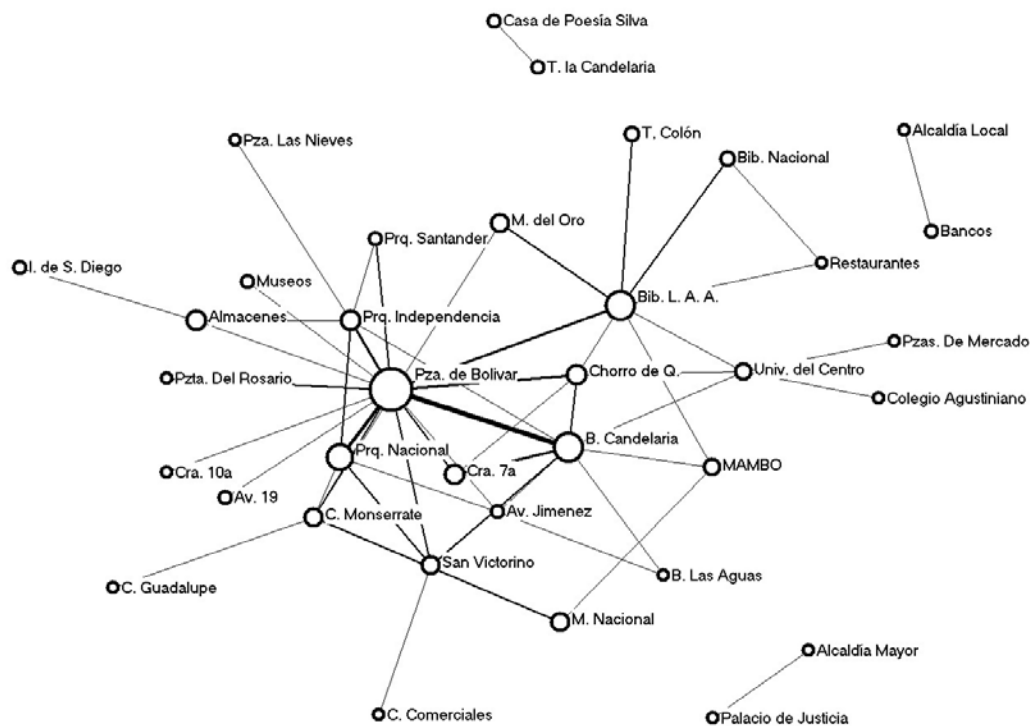 Casa de Poesía Silva
T. la Candelaria
Alcaldía Local
T. Colón
Pza. Las Nieves
Bib. Nacional
M. del Oro
Bancos
Prq. Santander
Restaurantes
I. de S. Diego
Museos
Bib. L. A. A.
Almacenes
Prq. Independencia
Pzas. De Mercado
Pza. de Bolivar
Chorro de Q.
Univ. del Centro
Pzta. Del Rosario
Colegio Agustiniano
B. Candelaria
Prq. Nacional
MAMBO
Cra. 10a
Cra. 7a
Av. 19
Av. Jimenez
C. Monserrate
San Victorino
B. Las Aguas
C. Guadalupe
M. Nacional
Alcaldía Mayor
C. Comerciales
Palacio de Justicia